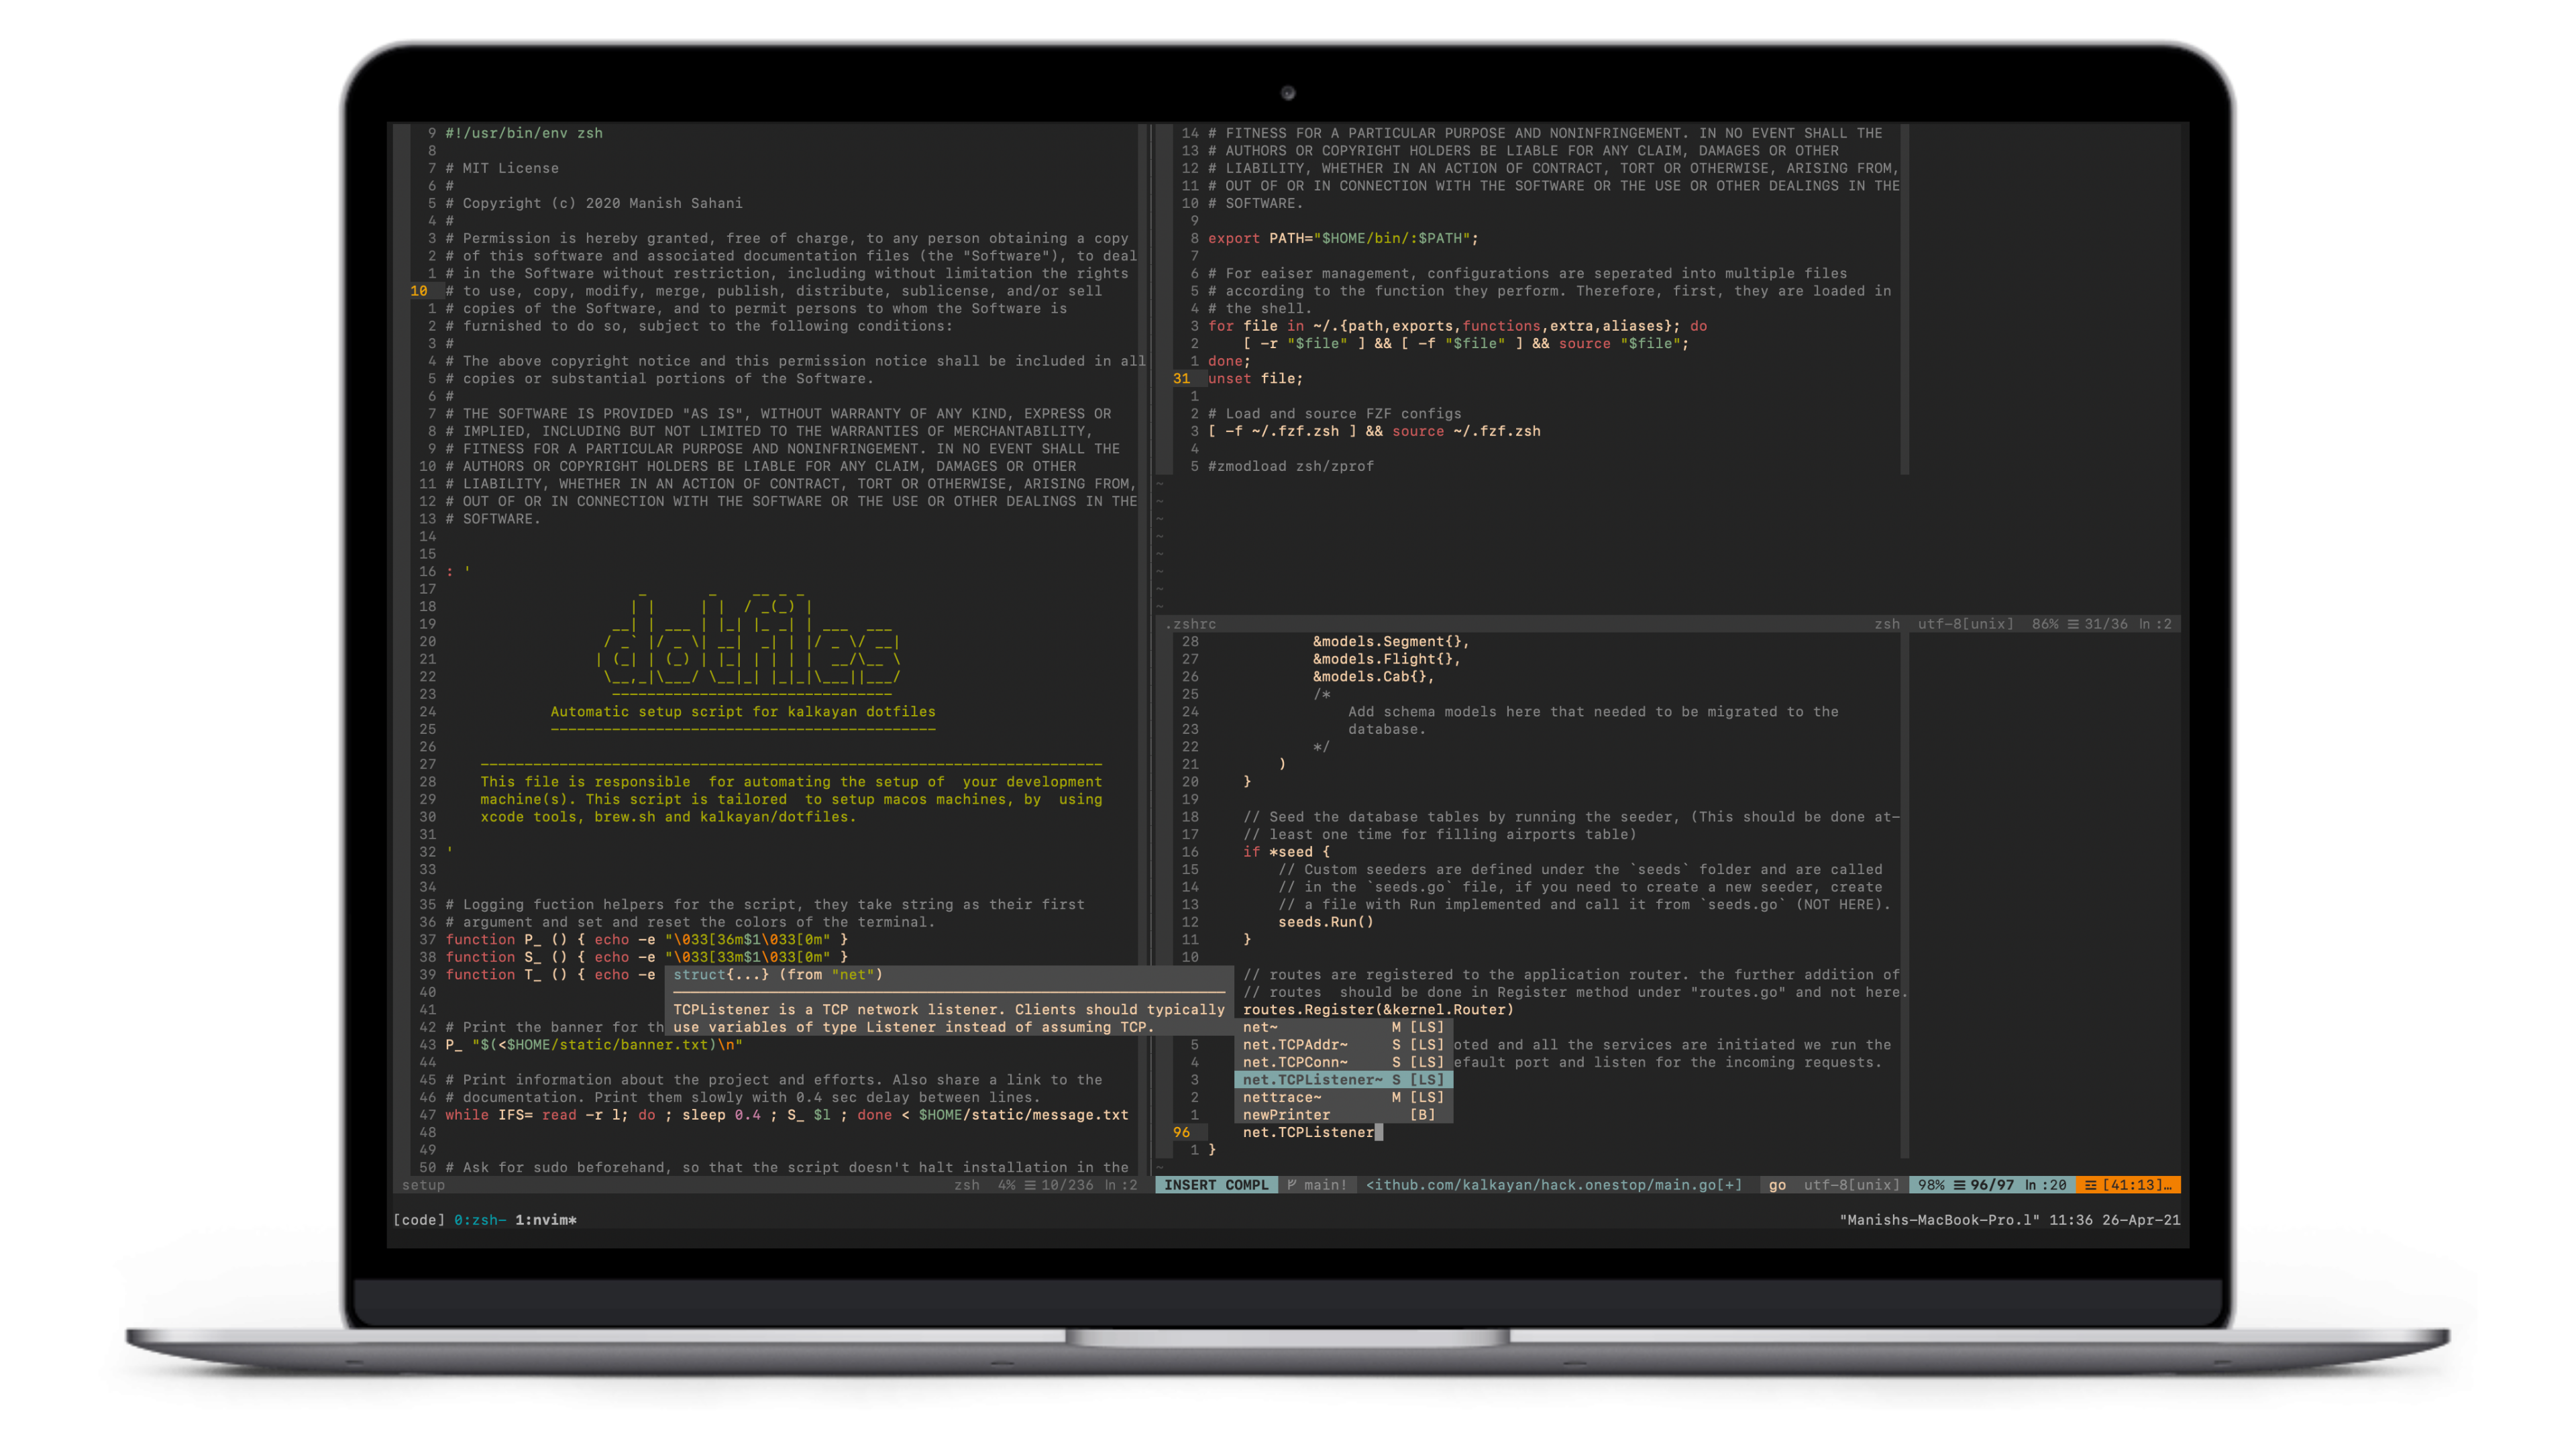 9 #!/usr/bin/env zsh
8
7 # MIT License
6 #
5 # Copyright (c) 2020 Manish Sahani
4 #
3 # Permission is hereby granted, free of charge, to any person obtaining a copy
2 # of this software and associated documentation files (the "Software"), to deal
1 # in the Software without restriction, including without limitation the rights
10 # to use, copy, modify, merge, publish, distribute, sublicense, and/or sell
1 # copies of the Software, and to permit persons to whom the Software is
2 # furnished to do so, subject to the following conditions:
3 #
4 # The above copyright notice and this permission notice shall be included in all
5 # copies or substantial portions of the Software.
6 #
7 # THE SOFTWARE IS PROVIDED "AS IS", WITHOUT WARRANTY OF ANY KIND, EXPRESS OR
8 # IMPLIED, INCLUDING BUT NOT LIMITED TO THE WARRANTIES OF MERCHANTABILITY,
9 # FITNESS FOR A PARTICULAR PURPOSE AND NONINFRINGEMENT. IN NO EVENT SHALL THE
10 # AUTHORS OR COPYRIGHT HOLDERS BE LIABLE FOR ANY CLAIM, DAMAGES OR OTHER
11 # LIABILITY, WHETHER IN AN ACTION OF CONTRACT, TORT OR OTHERWISE, ARISING FROM,
12 # OUT OF OR IN CONNECTION WITH THE SOFTWARE OR THE USE OR OTHER DEALINGS IN THE
13 # SOFTWARE.
14
15
16 : '
17
18
19
20
21
22
23
dotfiles
24 Automatic setup script for kalkayan dotfiles
25
26
27
28 This file is responsible  for automating the setup of  your development
29 machine(s). This script is tailored  to setup macos machines, by  using
30 xcode tools, brew.sh and kalkayan/dotfiles.
31
32 '
33
34
35 # Logging fuction helpers for the script, they take string as their first
36 # argument and set and reset the colors of the terminal.
37 function P_ () { echo -e "\033[36m$1\033[0m" }
38 function S_ () { echo -e "\033[33m$1\033[0m" }
39 function T_ () { echo -e
40
41
42 # Print the banner for th
43 P_ "$(<$HOME/static/banner.txt)\n"
44
45 # Print information about the project and efforts. Also share a link to the
46 # documentation. Print them slowly with 0.4 sec delay between lines.
47 while IFS= read -r l; do ; sleep 0.4 ; S_ $l ; done < $HOME/static/message.txt
48
49
50 # Ask for sudo beforehand, so that the script doesn't halt installation in the
setup zsh 4% ☰ 10/236 ln :2
struct{...} (from "net")
TCPListener is a TCP network listener. Clients should typically
use variables of type Listener instead of assuming TCP.
14 # FITNESS FOR A PARTICULAR PURPOSE AND NONINFRINGEMENT. IN NO EVENT SHALL THE
13 # AUTHORS OR COPYRIGHT HOLDERS BE LIABLE FOR ANY CLAIM, DAMAGES OR OTHER
12 # LIABILITY, WHETHER IN AN ACTION OF CONTRACT, TORT OR OTHERWISE, ARISING FROM,
11 # OUT OF OR IN CONNECTION WITH THE SOFTWARE OR THE USE OR OTHER DEALINGS IN THE
10 # SOFTWARE.
9
8 export PATH="$HOME/bin/:$PATH";
7
6 # For eaiser management, configurations are seperated into multiple files
5 # according to the function they perform. Therefore, first, they are loaded in
4 # the shell.
3 for file in ~/.{path,exports,functions,extra,aliases}; do
2     [ -r "$file" ] && [ -f "$file" ] && source "$file";
1 done;
31 unset file;
1
2 # Load and source FZF configs
3 [ -f ~/.fzf.zsh ] && source ~/.fzf.zsh
4
5 #zmodload zsh/zprof
~
~
~
~
~
~
~
~
.zshrc zsh utf-8[unix] 86% ☰ 31/36 ln :2
28 &models.Segment{},
27 &models.Flight{},
26 &models.Cab{},
25 /*
24 Add schema models here that needed to be migrated to the
23 database.
22 */
21 )
20 }
19
18 // Seed the database tables by running the seeder, (This should be done at-
17 // least one time for filling airports table)
16 if *seed {
15 // Custom seeders are defined under the `seeds` folder and are called
14 // in the `seeds.go` file, if you need to create a new seeder, create
13 // a file with Run implemented and call it from `seeds.go` (NOT HERE).
12 seeds.Run()
11 }
10
// routes are registered to the application router. the further addition of
// routes  should be done in Register method under "routes.go" and not here.
routes.Register(&kernel.Router)
net~ M [LS]
5 net.TCPAddr~ S [LS] oted and all the services are initiated we run the
4 net.TCPConn~ S [LS] efault port and listen for the incoming requests.
3 net.TCPListener~ S [LS]
2 nettrace~ M [LS]
1 newPrinter [B]
96 net.TCPListener
1 }
~
INSERT COMPL main! <ithub.com/kalkayan/hack.onestop/main.go[+] go utf-8[unix] 98% ☰ 96/97 ln :20 ☲ [41:13]…
[code] 0:zsh- 1:nvim* "Manishs-MacBook-Pro.l" 11:36 26-Apr-21